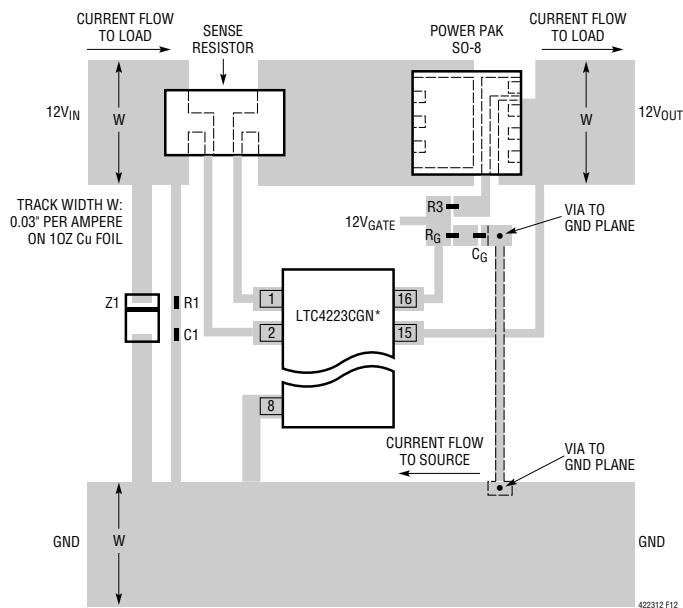 CURRENT FLOW
TO LOAD
SENSE
RESISTOR
POWER PAK
SO-8
CURRENT FLOW
TO LOAD
12VIN
W
W
12VOUT
TRACK WIDTH W:
0.03" PER AMPERE
ON 1OZ Cu FOIL
R3
12VGATE
RG
CG
VIA TO
GND PLANE
Z1
R1
C1
1
2
8
LTC4223CGN*
16
15
CURRENT FLOW
TO SOURCE
VIA TO
GND PLANE
GND
W
GND
422312 F12